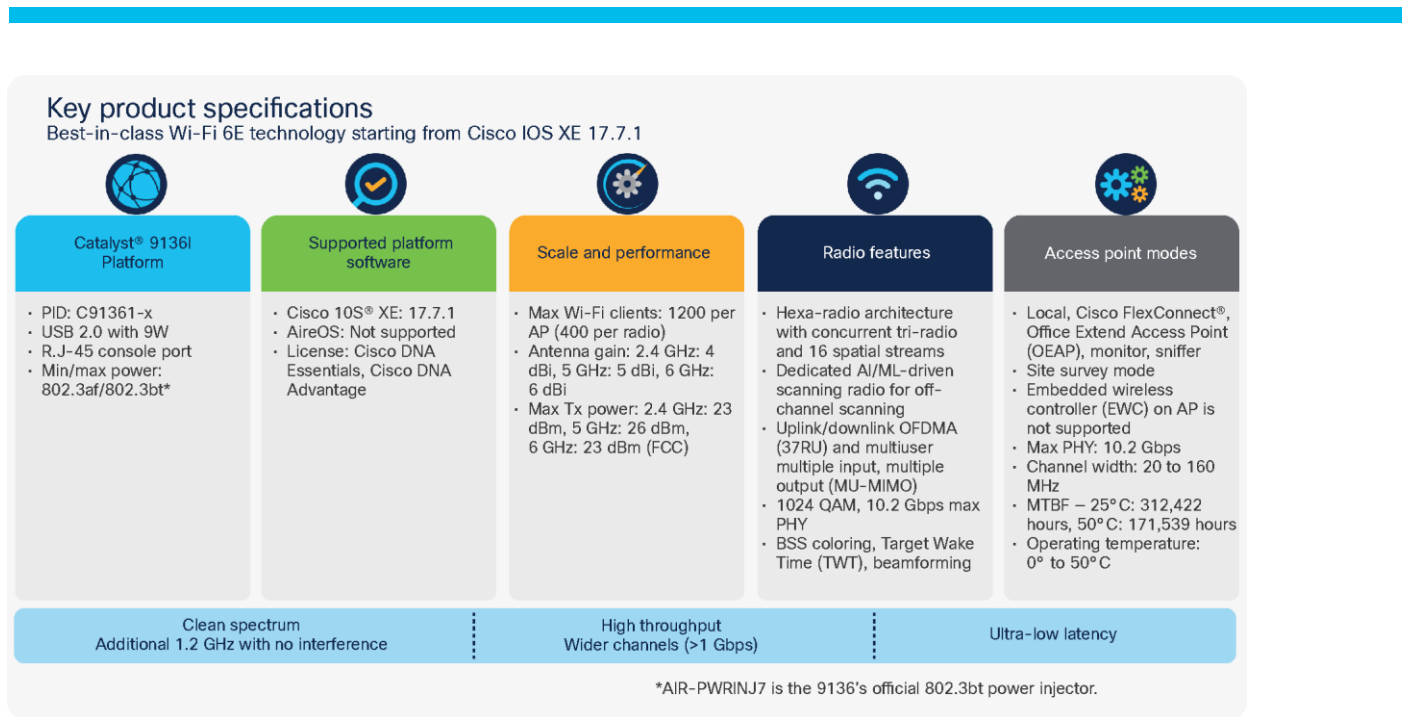 Key product specifications
Best-in-class Wi-Fi 6E technology starting from Cisco IOS XE 17.7.1
Catalyst® 9136I
Platform
· PID: C91361-x
· USB 2.0 with 9W
· R.J-45 console port
· Min/max power:
802.3af/802.3bt*
Supported platform
software
· Cisco 10S® XE: 17.7.1
· AireOS: Not supported
· License: Cisco DNA
Essentials, Cisco DNA
Advantage
Scale and performance
· Max Wi-Fi clients: 1200 per
AP (400 per radio)
· Antenna gain: 2.4 GHz: 4
dBi, 5 GHz: 5 dBi, 6 GHz:
6 dBi
· Max Tx power: 2.4 GHz: 23
dBm, 5 GHz: 26 dBm,
6 GHz: 23 dBm (FCC)
Radio features
· Hexa-radio architecture
with concurrent tri-radio
and 16 spatial streams
· Dedicated AI/ML-driven
scanning radio for off-
channel scanning
· Uplink/downlink OFDMA
(37RU) and multiuser
multiple input, multiple
output (MU-MIMO)
· 1024 QAM, 10.2 Gbps max
PHY
· BSS coloring, Target Wake
Time (TWT), beamforming
Access point modes
· Local, Cisco FlexConnect®,
Office Extend Access Point
(OEAP), monitor, sniffer
· Site survey mode
· Embedded wireless
controller (EWC) on AP is
not supported
· Max PHY: 10.2 Gbps
· Channel width: 20 to 160
MHz
· MTBF – 25°C: 312,422
hours, 50°C: 171,539 hours
· Operating temperature:
0° to 50°C
Clean spectrum
Additional 1.2 GHz with no interference
High throughput
Wider channels (>1 Gbps)
Ultra-low latency
*AIR-PWRINJ7 is the 9136's official 802.3bt power injector.